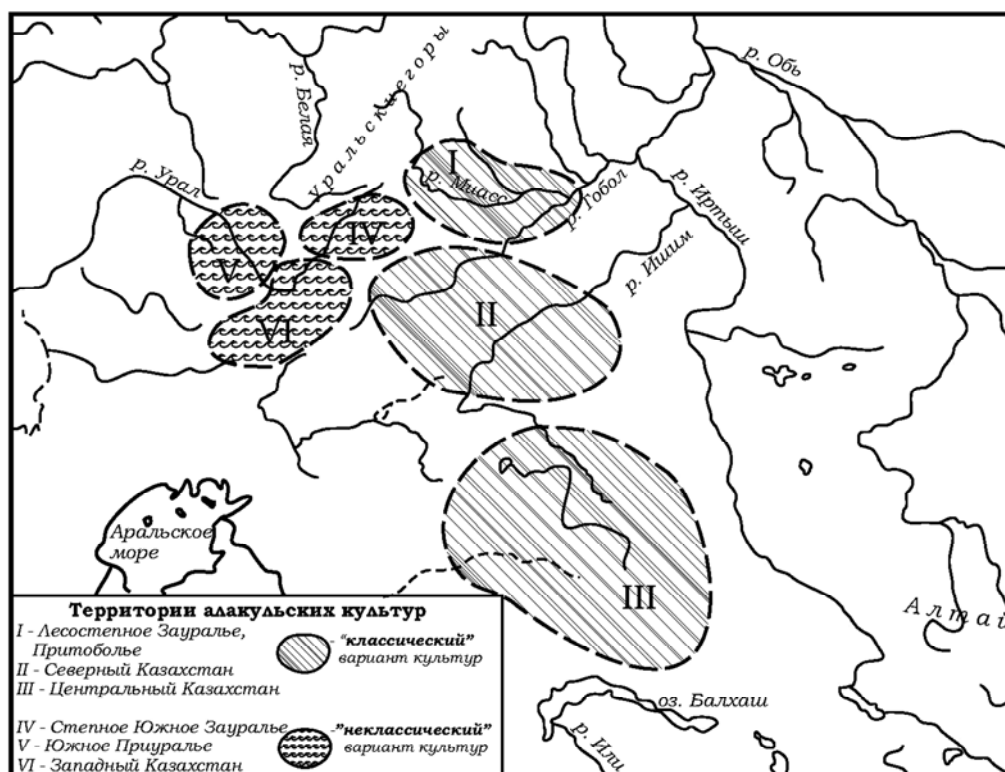 р. Обь
р. Белая
Уральскиегоры
I
р. Миасс
р. Урал
р. Тобол
р. Иртыш
IV
V
р. Ишим
II
VI
Аральское
море
III
Алтай
оз. Балхаш
р. Или
Территории алакульских культур
I - Лесостепное Зауралье,
Притоболье
II - Северный Казахстан
III - Центральный Казахстан
- "классический"
вариант культур
IV - Степное Южное Зауралье
V - Южное Приуралье
VI - Западный Казахстан
-"неклассический"
вариант культур